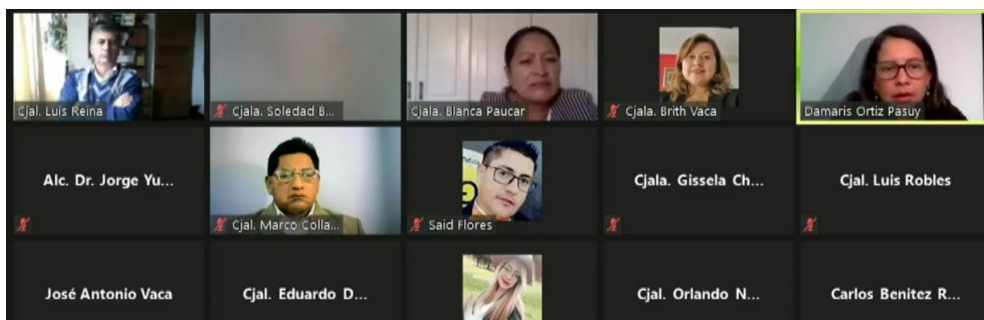 Cjal. Luis Reina
Cjala. Soledad B...
Cjala. Blanca Paucar
Cjala. Brith Vaca
Damaris Ortiz Pasuy
Alc. Dr. Jorge Yu...
Cjal. Marco Colla...
Said Flores
Cjala. Gissela Ch...
Cjal. Luis Robles
José Antonio Vaca
Cjal. Eduardo D...
Cjal. Orlando N...
Carlos Benitez R...